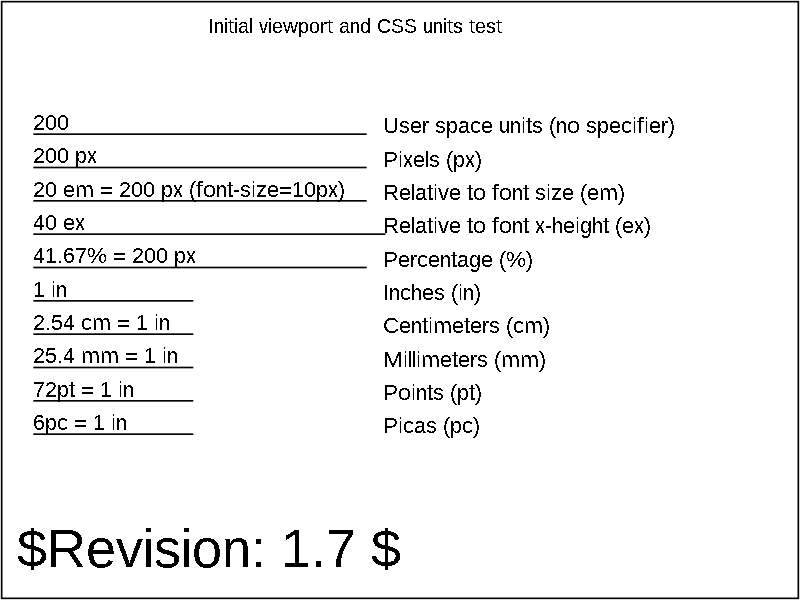 Initial viewport and CSS units test
200 User space units (no specifier)
200 px Pixels (px)
20 em = 200 px (font-size=10px) Relative to font size (em)
40 ex Relative to font x-height (ex)
41.67% = 200 px Percentage (%)
1 in Inches (in)
2.54 cm = 1 in Centimeters (cm)
25.4 mm = 1 in Millimeters (mm)
72pt = 1 in Points (pt)
6pc = 1 in Picas (pc)
$Revision: 1.7 $